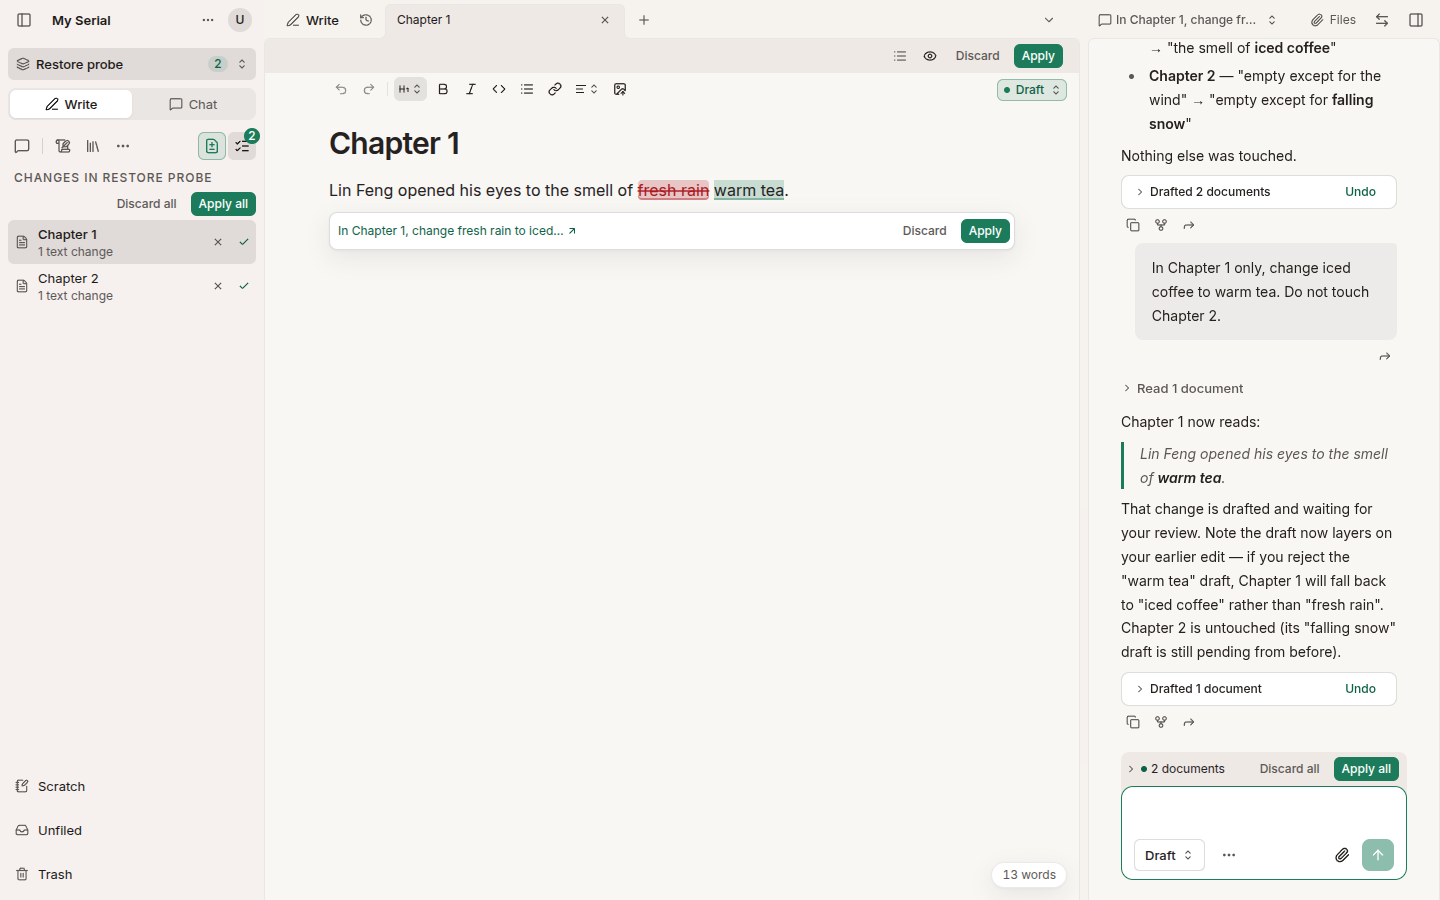 My Serial
U
Restore probe
2
Write
Chat
2
CHANGES IN RESTORE PROBE
Discard all
Apply all
Chapter 1
1 text change
Chapter 2
1 text change
Scratch
Unfiled
Trash
Write
Chapter 1
Discard
Apply
H1
Draft
Chapter 1
Lin Feng opened his eyes to the smell of fresh rain warm tea.
In Chapter 1, change fresh rain to iced...
Discard
Apply
13 words
In Chapter 1, change fr...
Files
→ "the smell of iced coffee"
Chapter 2 — "empty except for the
wind" → "empty except for falling
snow"
Nothing else was touched.
Drafted 2 documents
Undo
In Chapter 1 only, change iced
coffee to warm tea. Do not touch
Chapter 2.
Read 1 document
Chapter 1 now reads:
Lin Feng opened his eyes to the smell
of warm tea.
That change is drafted and waiting for
your review. Note the draft now layers on
your earlier edit — if you reject the
"warm tea" draft, Chapter 1 will fall back
to "iced coffee" rather than "fresh rain".
Chapter 2 is untouched (its "falling snow"
draft is still pending from before).
Drafted 1 document
Undo
2 documents
Discard all
Apply all
Draft